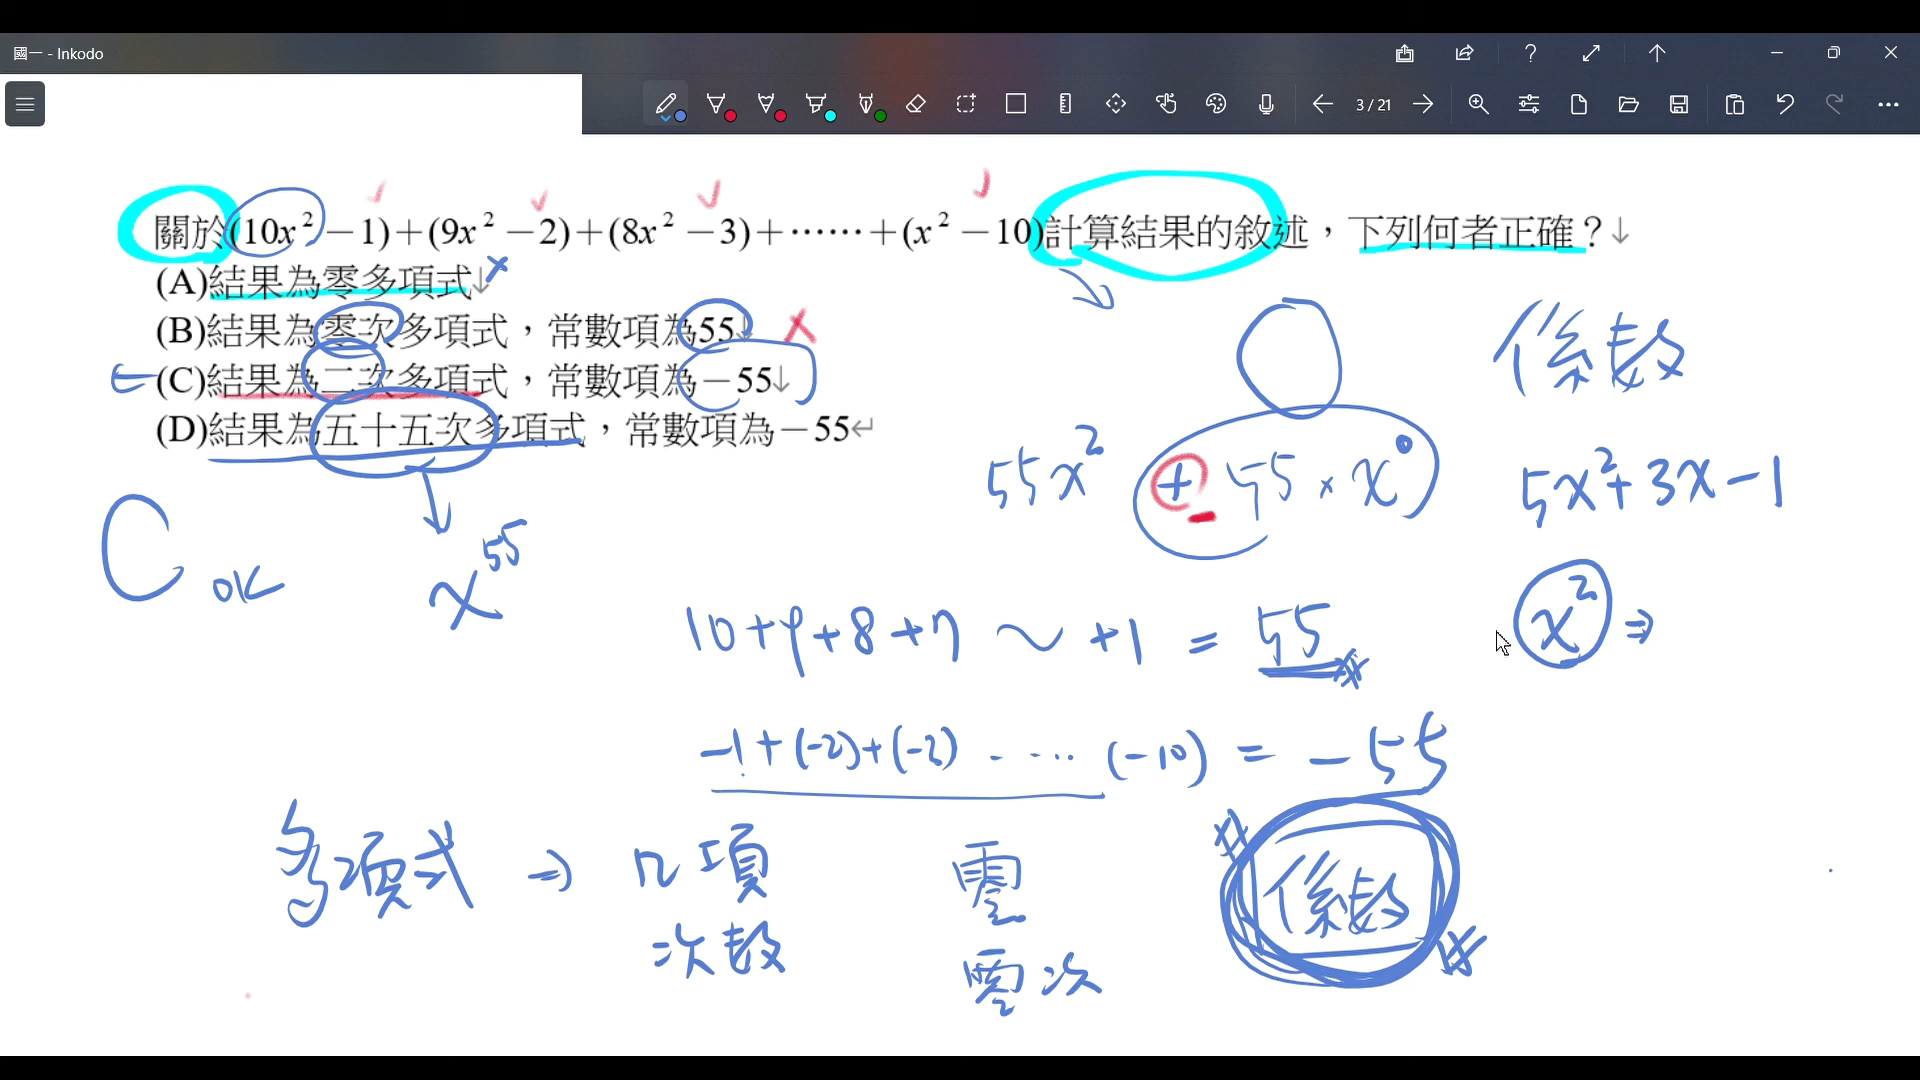 國一 - Inkodo
3 / 21
關於(10x² －1)＋(9x² －2)＋(8x² －3)＋⋯⋯＋(x² －10)計算結果的敘述，下列何者正確？↓
(A)結果為零多項式↓ ×
(B)結果為零次多項式，常數項為55↓ ×
(C)結果為二次多項式，常數項為－55↓
(D)結果為五十五次多項式，常數項為－55↵
係數
55x² + 55 × x⁰
5x²+3x-1
C OK
x⁵⁵
x² ⇒
10+9+8+7 ~ +1 = 55
-1+(-2)+(-3) ----- (-10) = -55
多項式 ⇒ 几項 零 係數
次數 零次